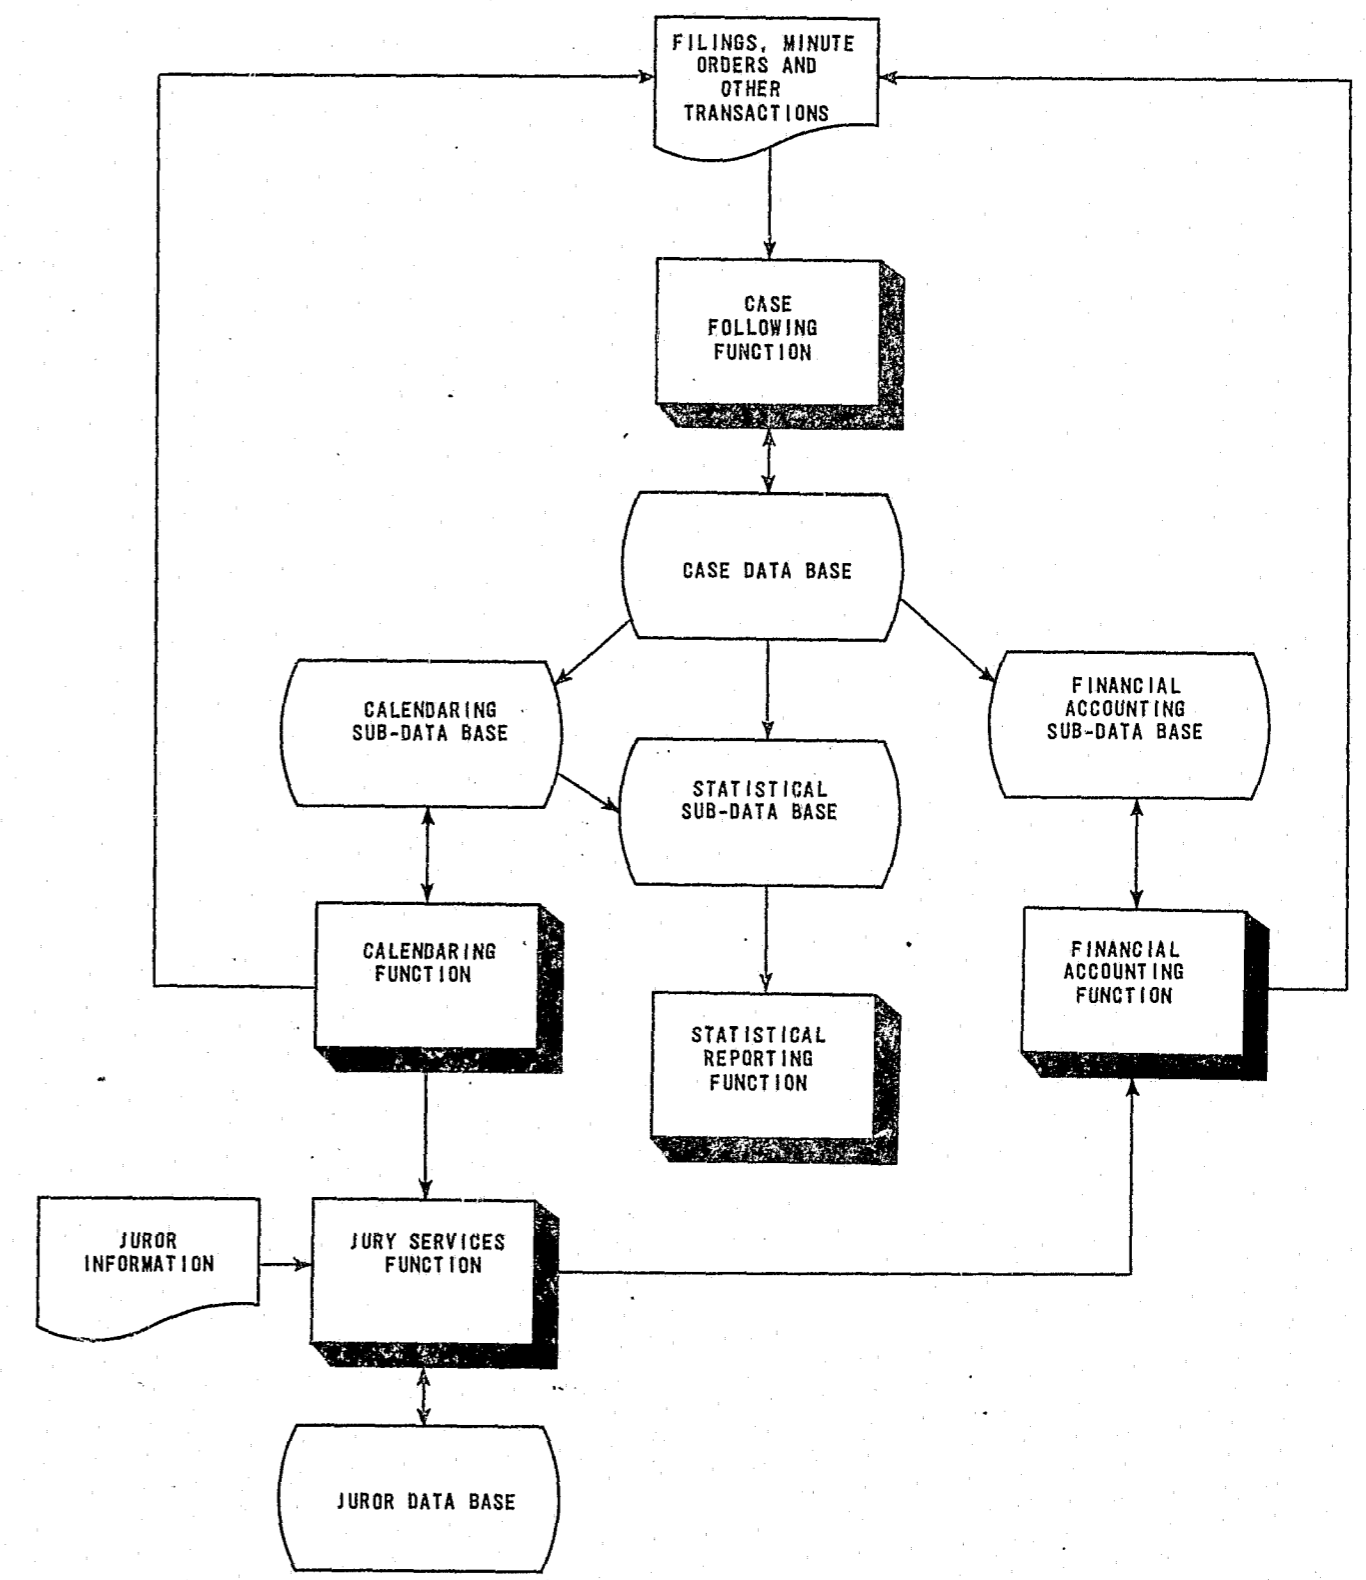 FILINGS, MINUTE
ORDERS AND
OTHER
TRANSACTIONS
CASE
FOLLOWING
FUNCTION
CASE DATA BASE
CALENDARING
SUB-DATA BASE
FINANCIAL
ACCOUNTING
SUB-DATA BASE
STATISTICAL
SUB-DATA BASE
CALENDARING
FUNCTION
FINANCIAL
ACCOUNTING
FUNCTION
STATISTICAL
REPORTING
FUNCTION
JUROR
INFORMATION
JURY SERVICES
FUNCTION
JUROR DATA BASE